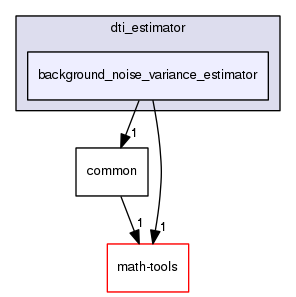 dti_estimator
background_noise_variance_estimator
1
common
1
1
math-tools